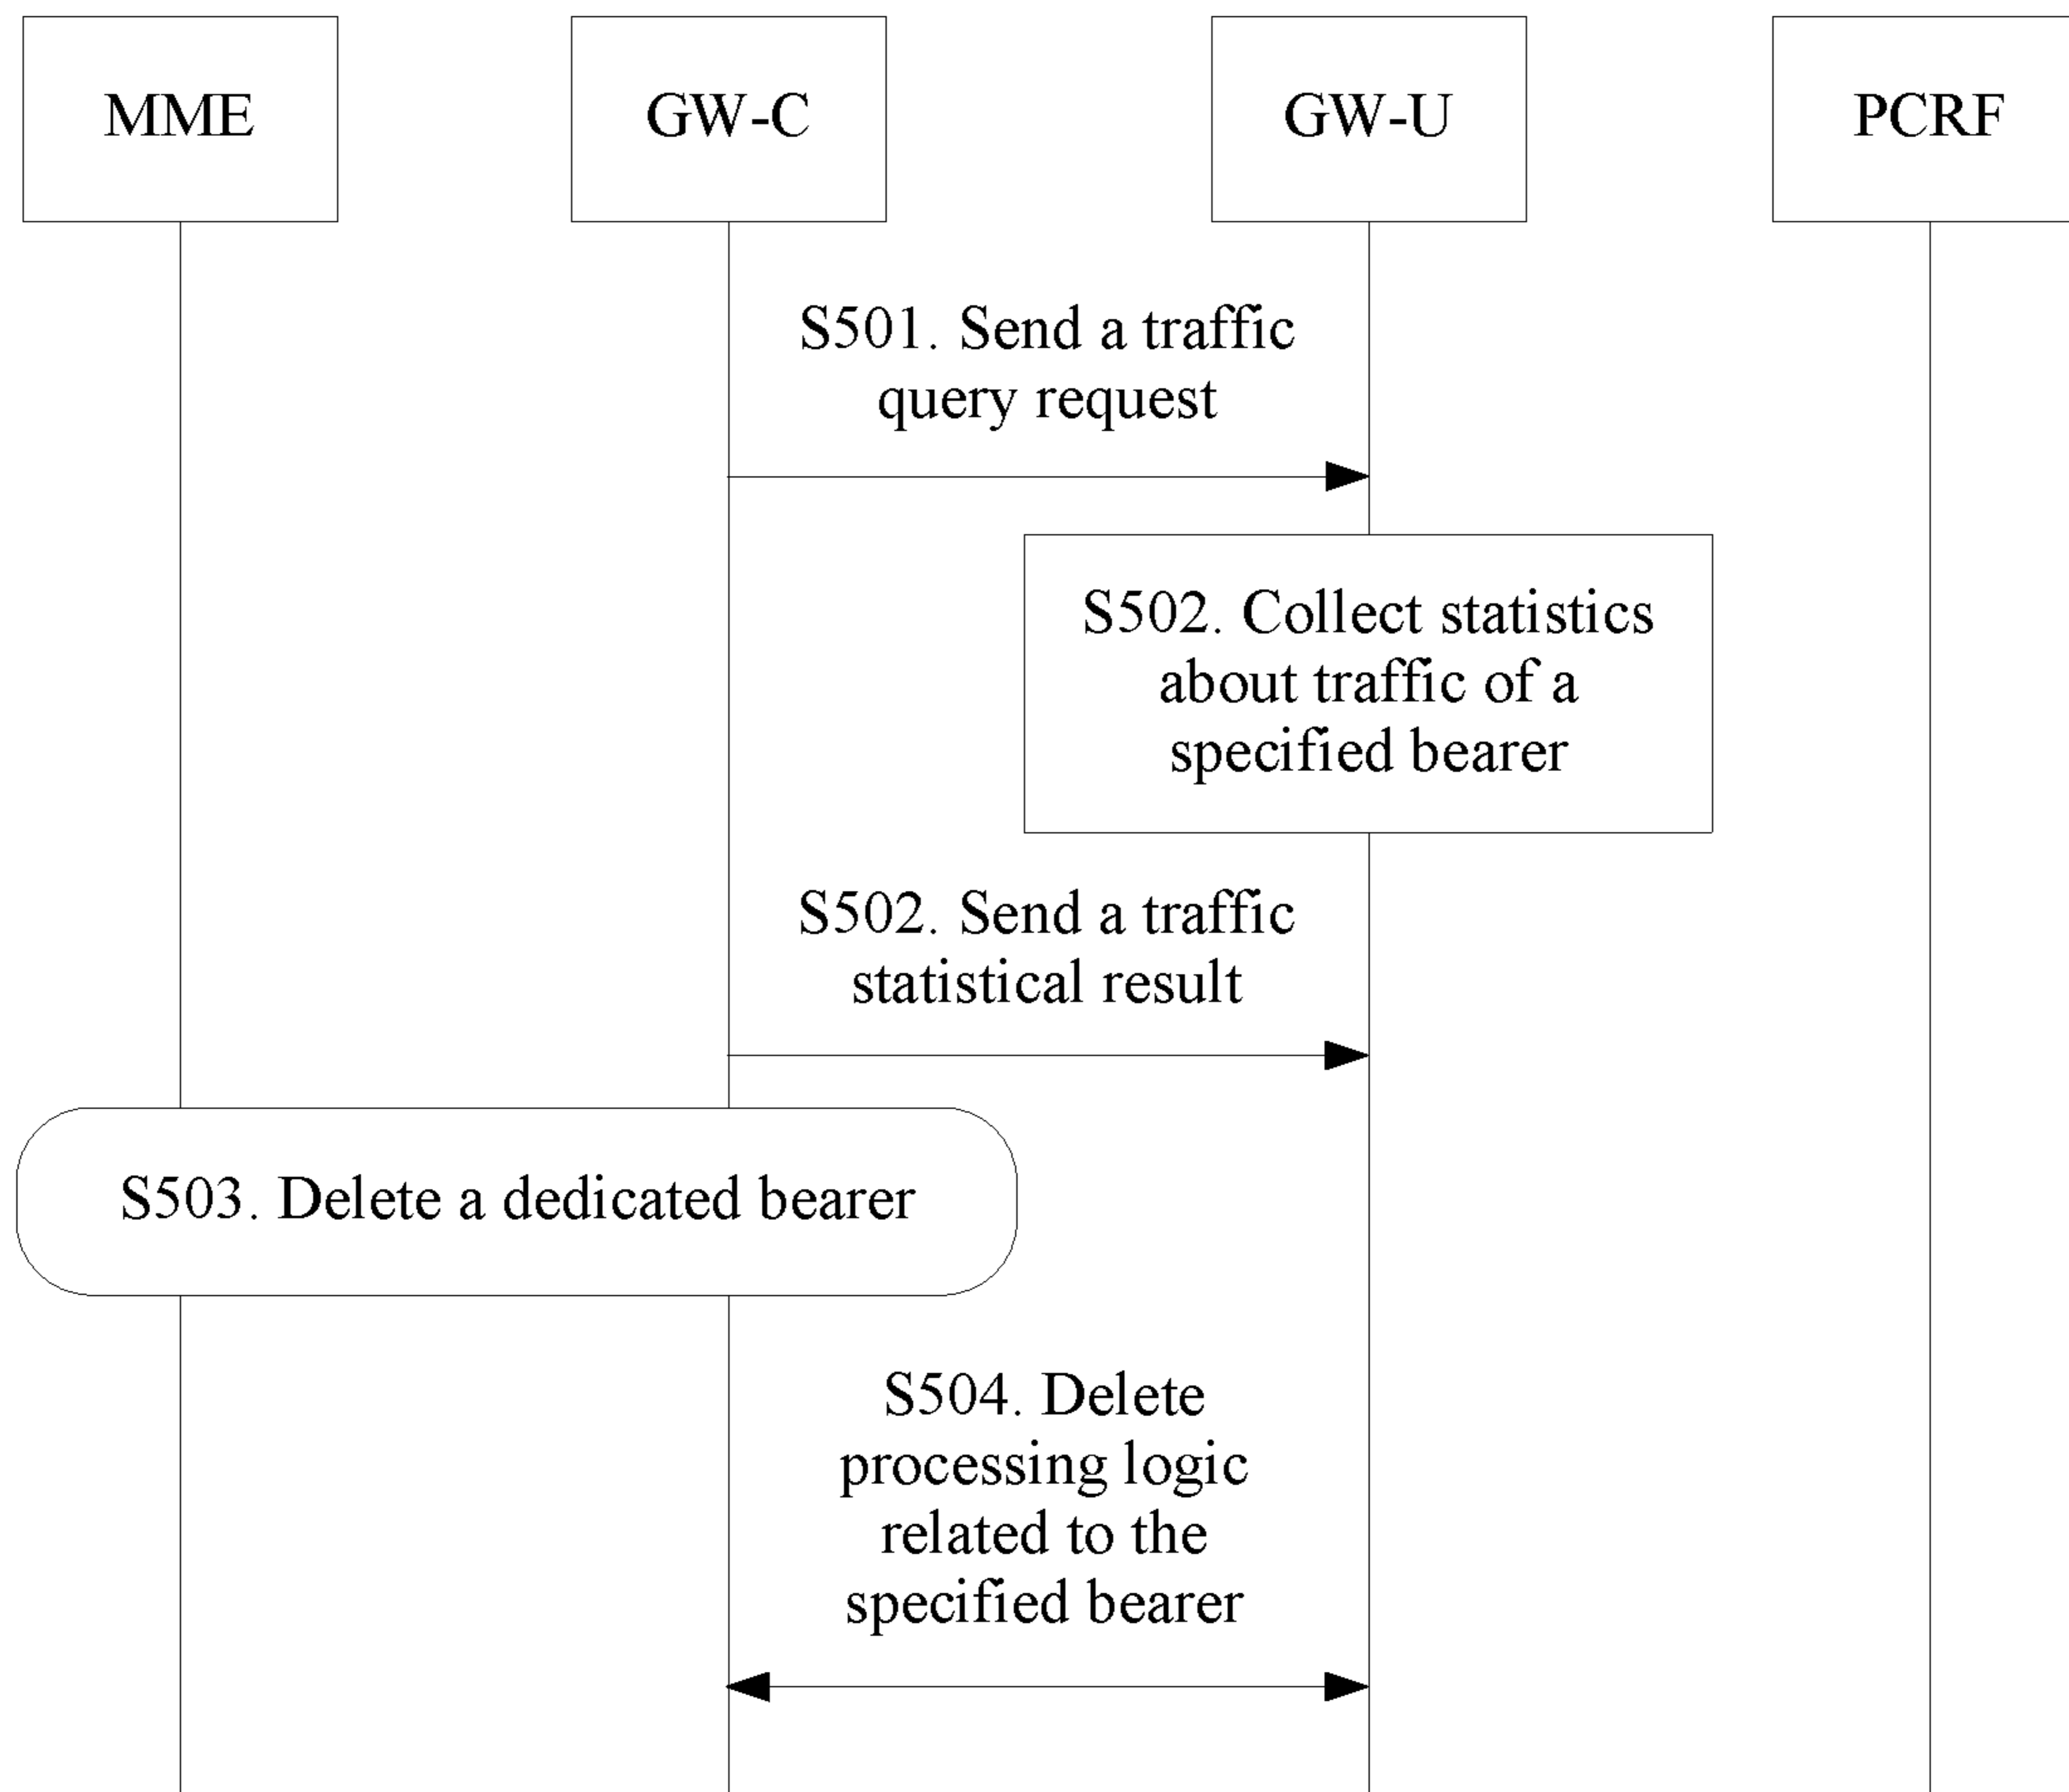 MME
GW-C
GW-U
PCRF
S501. Send a traffic
query request
S502. Collect statistics
about traffic of a
specified bearer
S502. Send a traffic
statistical result
S503. Delete a dedicated bearer
S504. Delete
processing logic
related to the
specified bearer